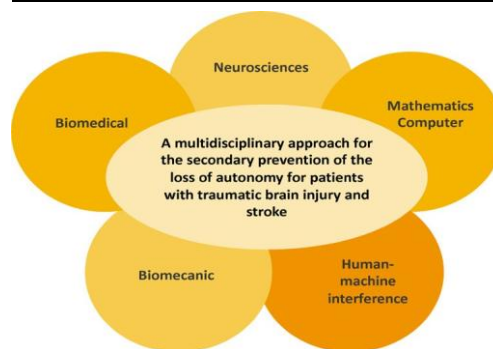 Neurosciences
Biomedical
Mathematics
Computer
A multidisciplinary approach for
the secondary prevention of the
loss of autonomy for patients
with traumatic brain injury and
stroke
Biomecanic
Human-
machine
interference